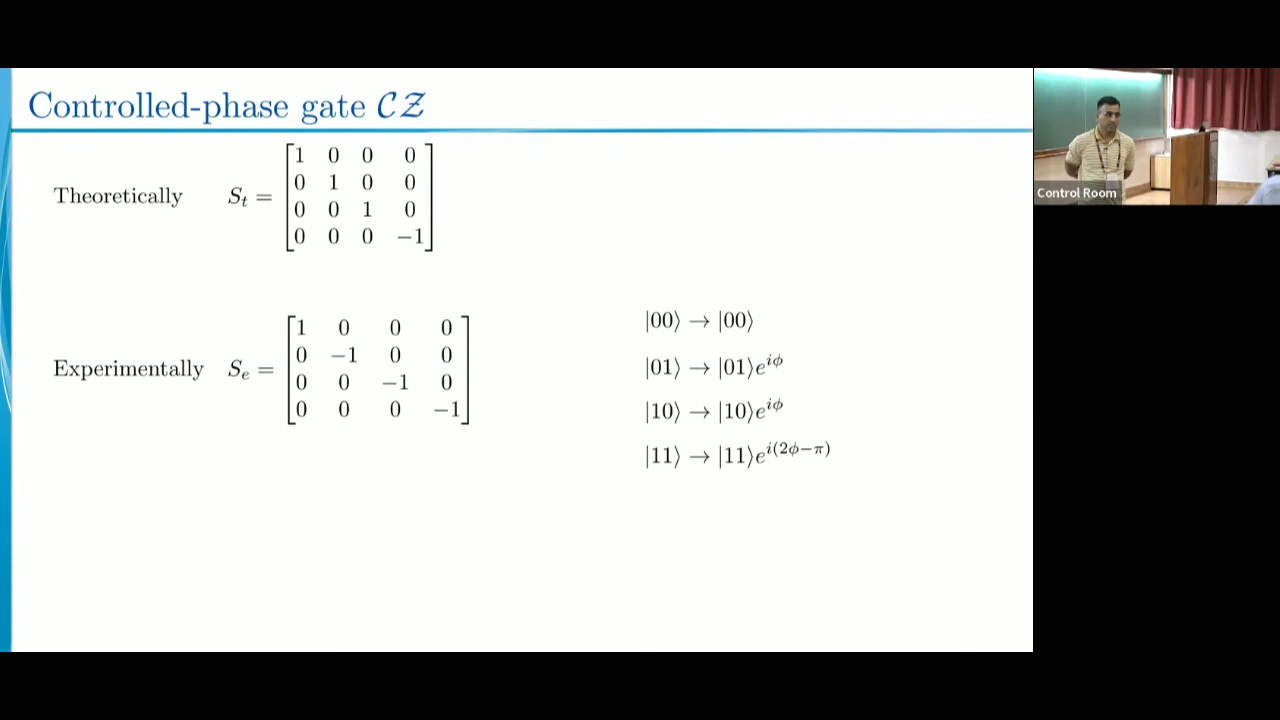 Controlled-phase gate 𝒞𝒵
Theoretically S_t = [1 0 0 0
0 1 0 0
0 0 1 0
0 0 0 −1]
Experimentally S_e = [1 0 0 0
0 −1 0 0
0 0 −1 0
0 0 0 −1]
|00⟩ → |00⟩
|01⟩ → |01⟩e^{iϕ}
|10⟩ → |10⟩e^{iϕ}
|11⟩ → |11⟩e^{i(2ϕ−π)}
Control Room